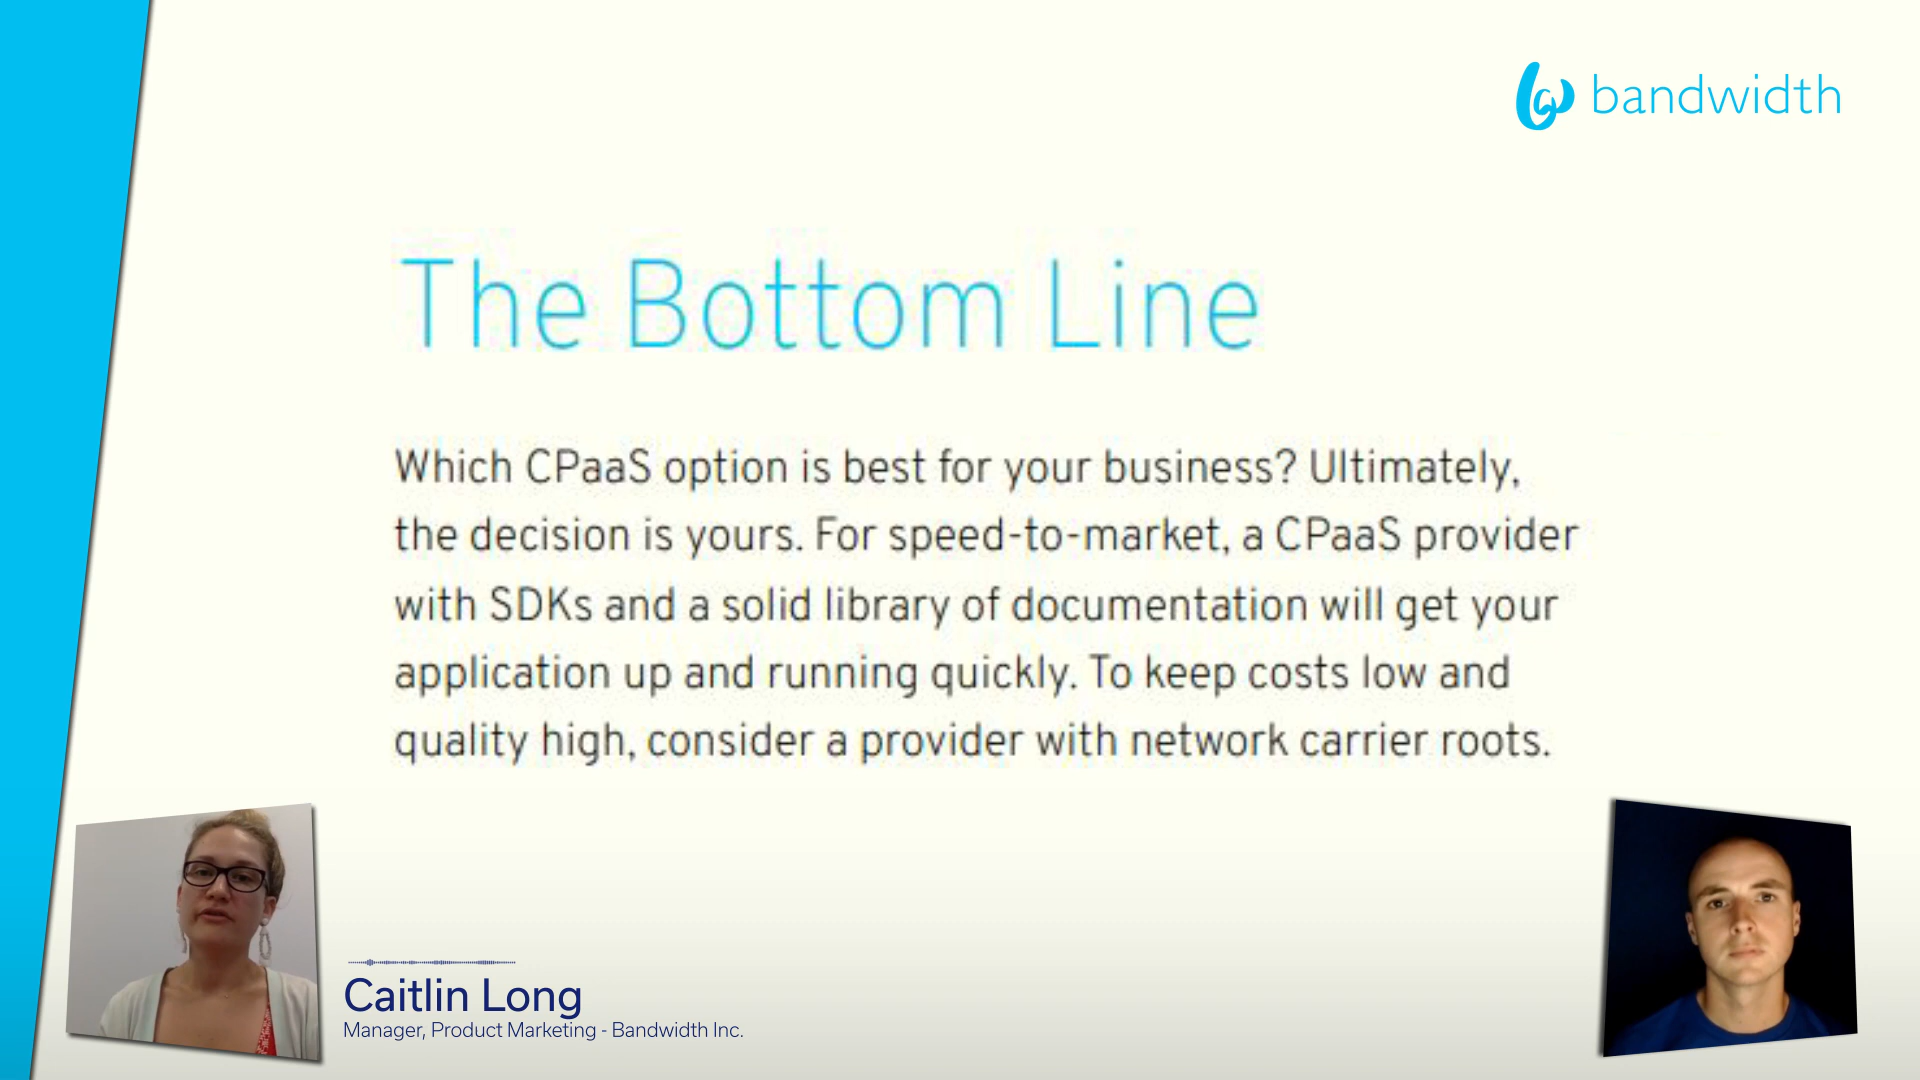 bandwidth
The Bottom Line
Which CPaaS option is best for your business? Ultimately,
the decision is yours. For speed-to-market, a CPaaS provider
with SDKs and a solid library of documentation will get your
application up and running quickly. To keep costs low and
quality high, consider a provider with network carrier roots.
Caitlin Long
Manager, Product Marketing - Bandwidth Inc.